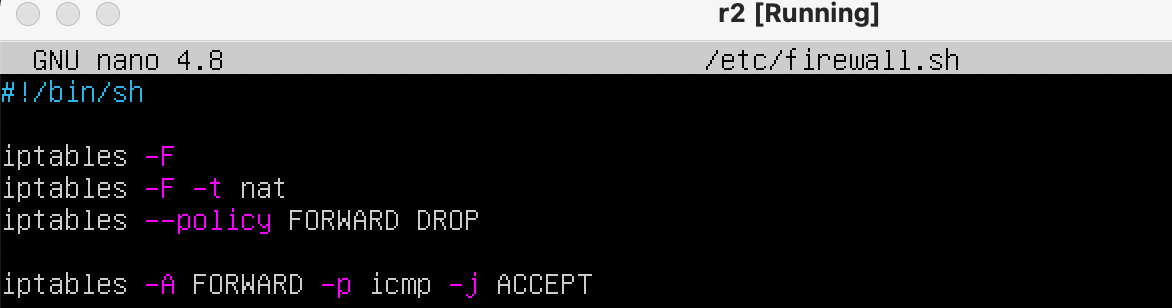 r2 [Running]
GNU nano 4.8 /etc/firewall.sh
#!/bin/sh
iptables -F
iptables -F -t nat
iptables --policy FORWARD DROP
iptables -A FORWARD -p icmp -j ACCEPT